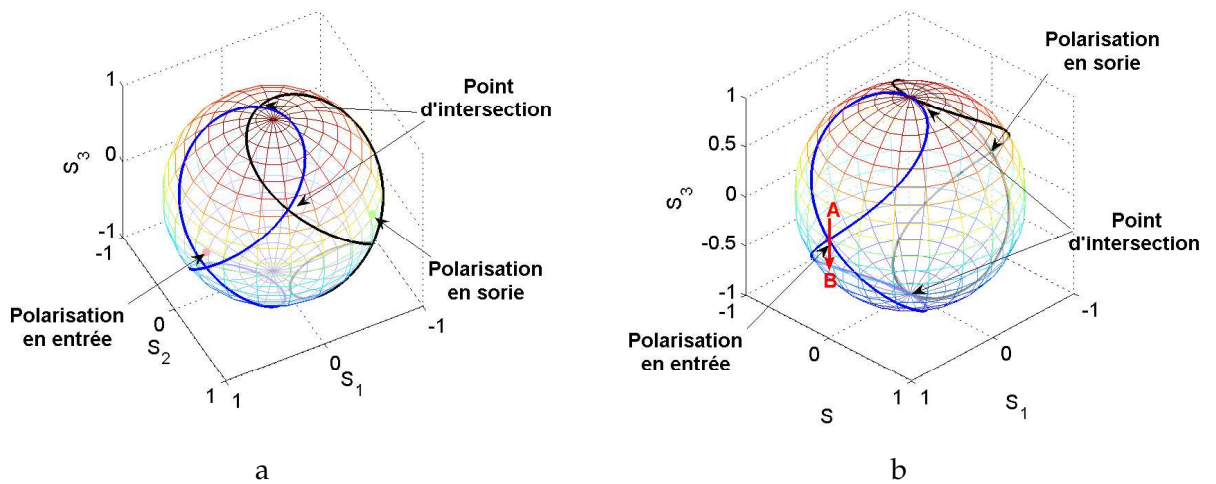 Point
d'intersection
1
0
-1
S3
-1
0
1
S2
1
0
-1
S1
Polarisation
en entrée
Polarisation
en sorie
a
Polarisation
en sorie
1
0.5
0
-0.5
-1
S3
A
B
Point
d'intersection
Polarisation
en entrée
-1
0
1
S
1
0
-1
S1
b